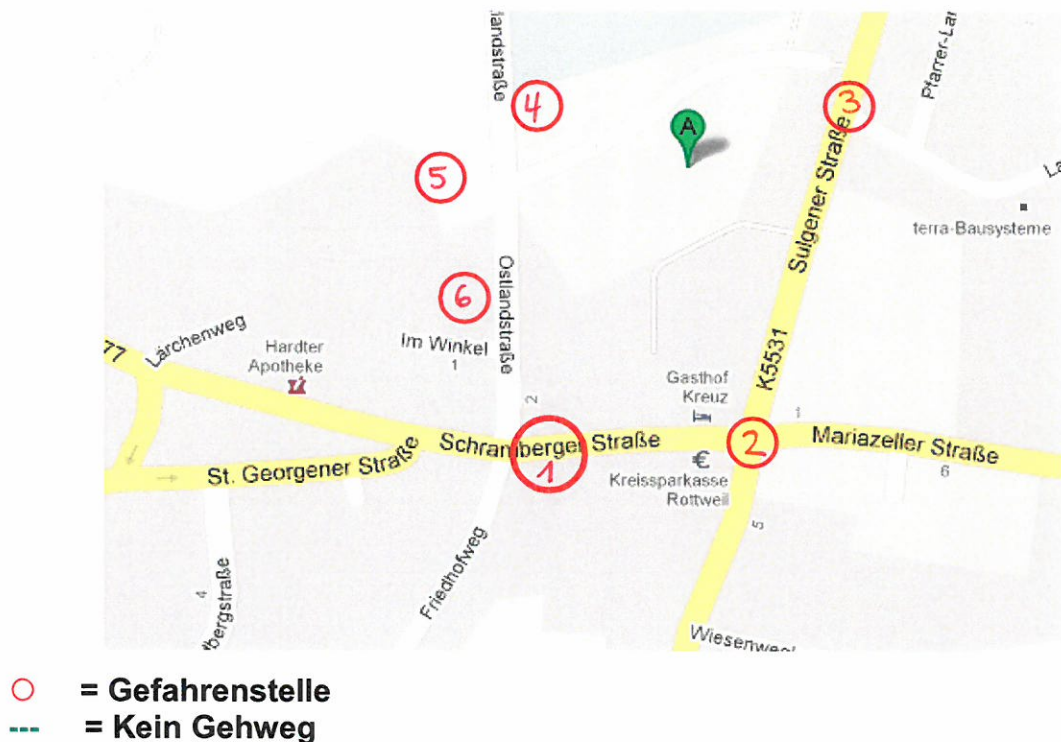 landstraße
Pfarrer-La
4
A
3
5
Sulgener Straße
La
terra-Bausysteme
Ostlandstraße
6
Lärchenweg
Im Winkel
1
77
Hardter
Apotheke
K5531
Gasthof
Kreuz
2
Schramberger Straße
1
2
Mariazeller Straße
6
St. Georgener Straße
€
Kreissparkasse
Rottweil
5
Friedhofweg
4
dbergstraße
Wiesenweg
= Gefahrenstelle
= Kein Gehweg